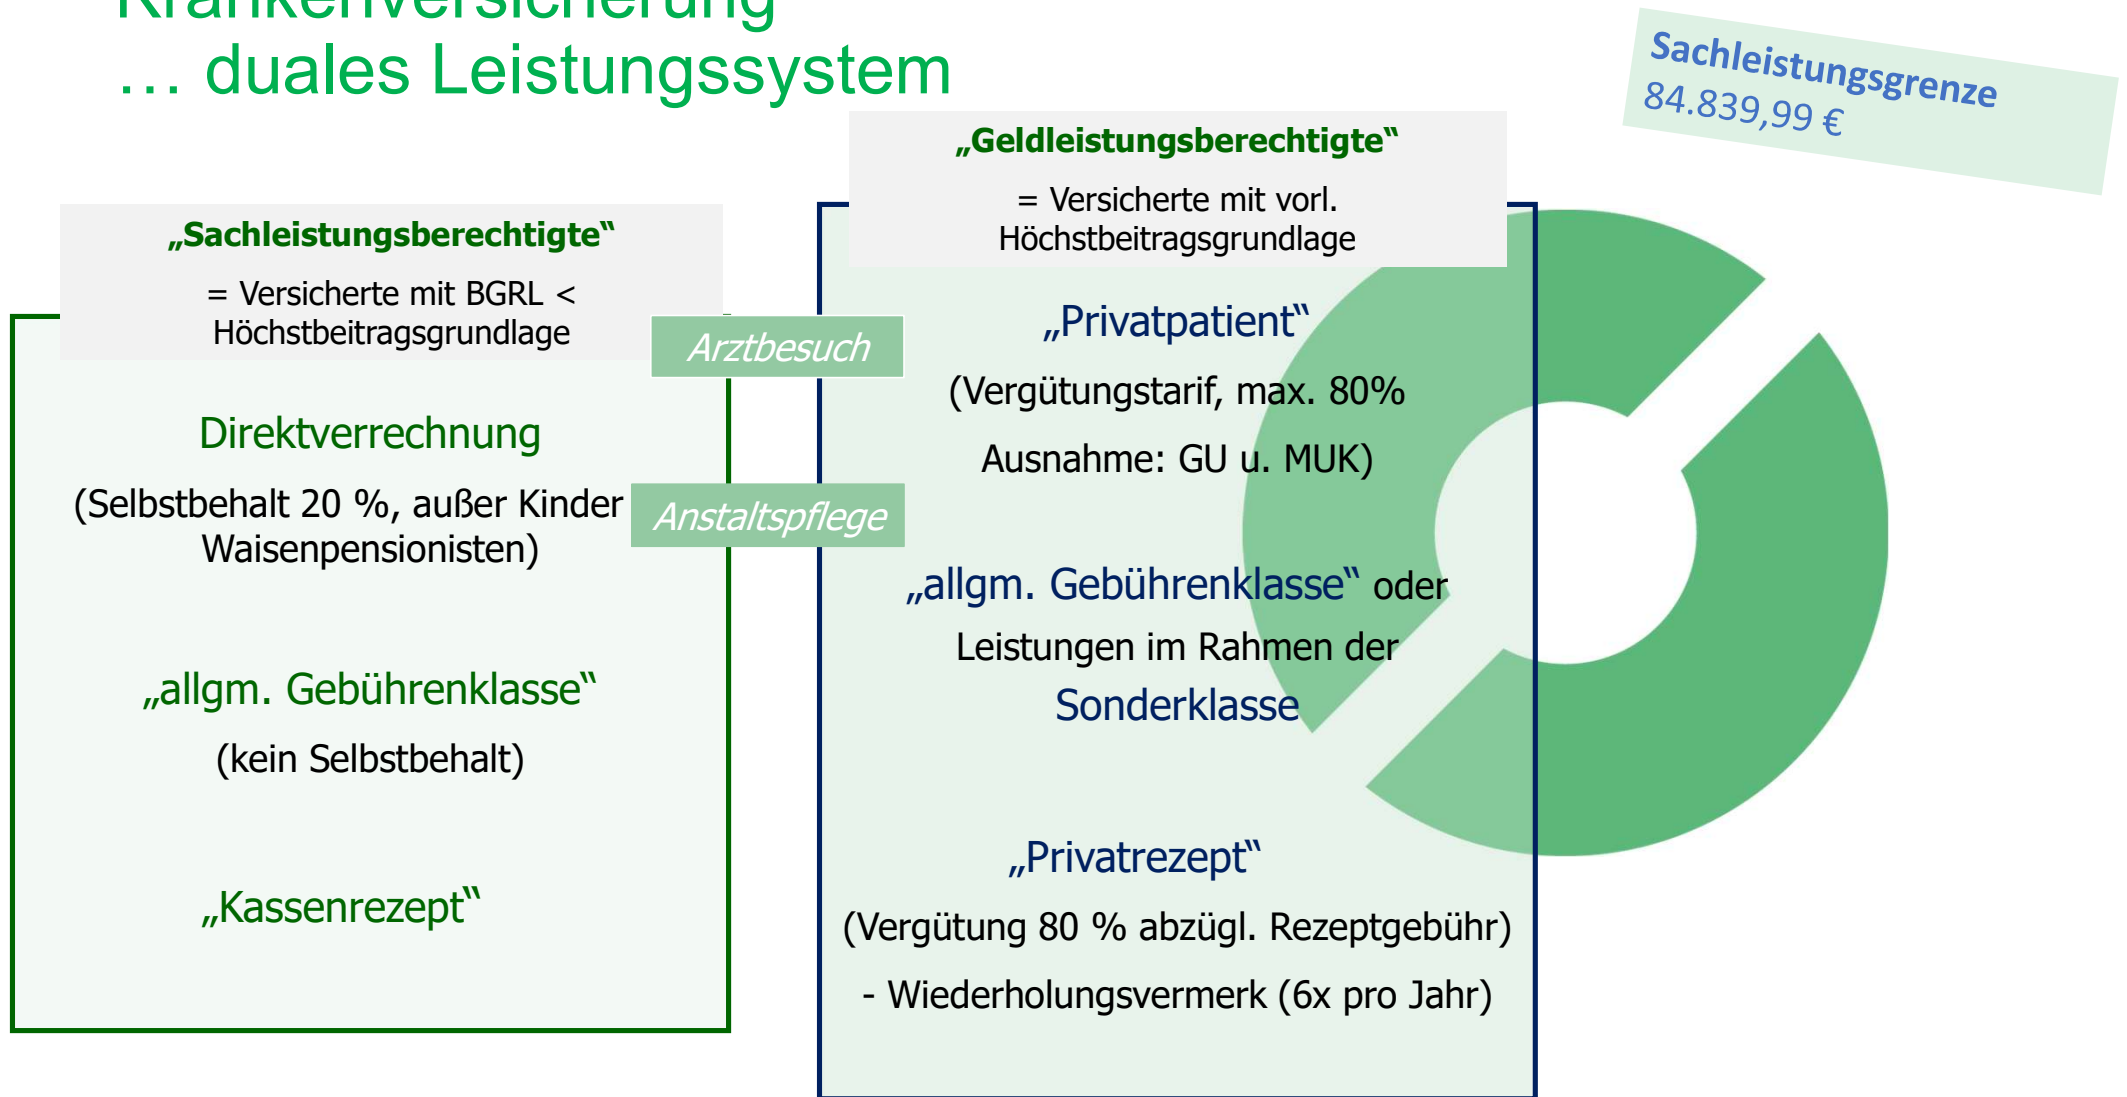 Krankenversicherung
… duales Leistungssystem
Sachleistungsgrenze
84.839,99 €
„Sachleistungsberechtigte“
= Versicherte mit BGRL <
Höchstbeitragsgrundlage
Direktverrechnung
(Selbstbehalt 20 %, außer Kinder
Waisenpensionisten)
„allgm. Gebührenklasse“
(kein Selbstbehalt)
„Kassenrezept“
Arztbesuch
Anstaltspflege
„Geldleistungsberechtigte“
= Versicherte mit vorl.
Höchstbeitragsgrundlage
„Privatpatient“
(Vergütungstarif, max. 80%
Ausnahme: GU u. MUK)
„allgm. Gebührenklasse“ oder
Leistungen im Rahmen der
Sonderklasse
„Privatrezept“
(Vergütung 80 % abzügl. Rezeptgebühr)
- Wiederholungsvermerk (6x pro Jahr)